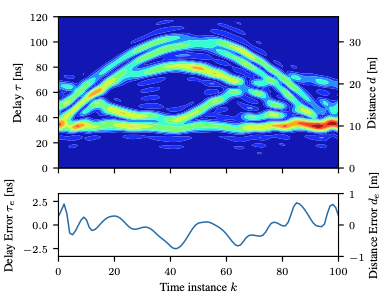 120
100
80
60
40
20
0
Delay τ [ns]
30
20
10
0
Distance d [m]
2.5
0.0
−2.5
Delay Error τe [ns]
1
0
−1
Distance Error de [m]
0 20 40 60 80 100
Time instance k